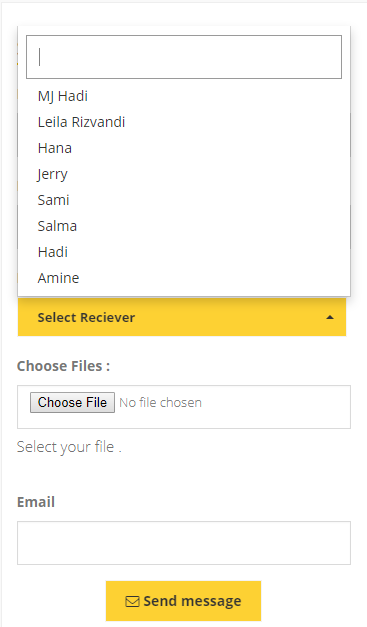 MJ Hadi
Leila Rizvandi
Hana
Jerry
Sami
Salma
Hadi
Amine
Select Reciever
Choose Files :
Choose File No file chosen
Select your file .
Email
Send message